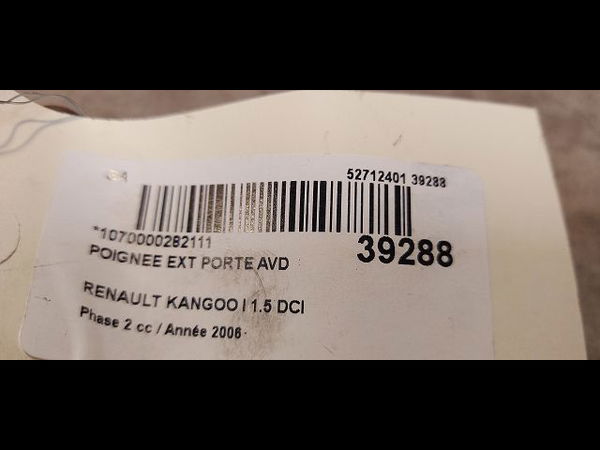 52712401 39288
*1070000282111
39288
POIGNEE EXT PORTE AVD
RENAULT KANGOO I 1.5 DCI
Phase 2 cc / Année 2006